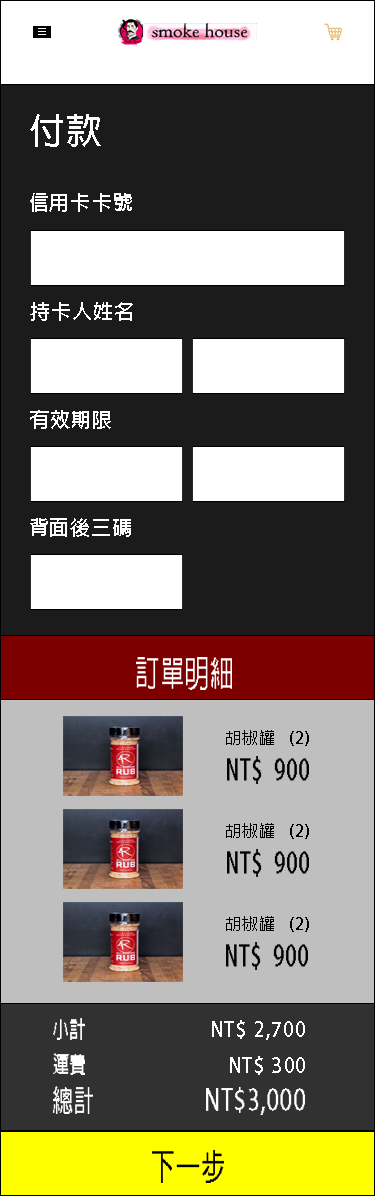 smoke house
付款
信用卡卡號
持卡人姓名
有效期限
背面後三碼
訂單明細
RUB
胡椒罐 (2)
NT$ 900
RUB
胡椒罐 (2)
NT$ 900
RUB
胡椒罐 (2)
NT$ 900
小計 NT$ 2,700
運費 NT$ 300
總計 NT$3,000
下一步